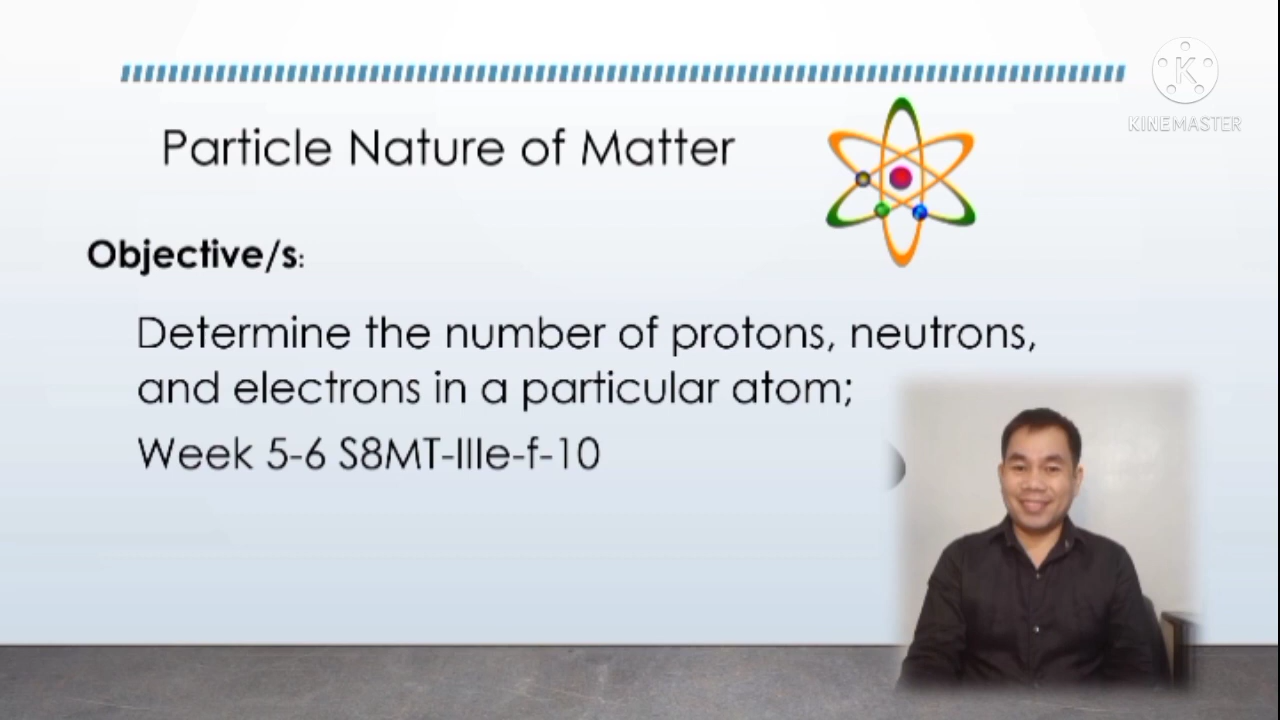 K
KINEMASTER
Particle Nature of Matter
Objective/s:
Determine the number of protons, neutrons,
and electrons in a particular atom;
Week 5-6 S8MT-IIIe-f-10